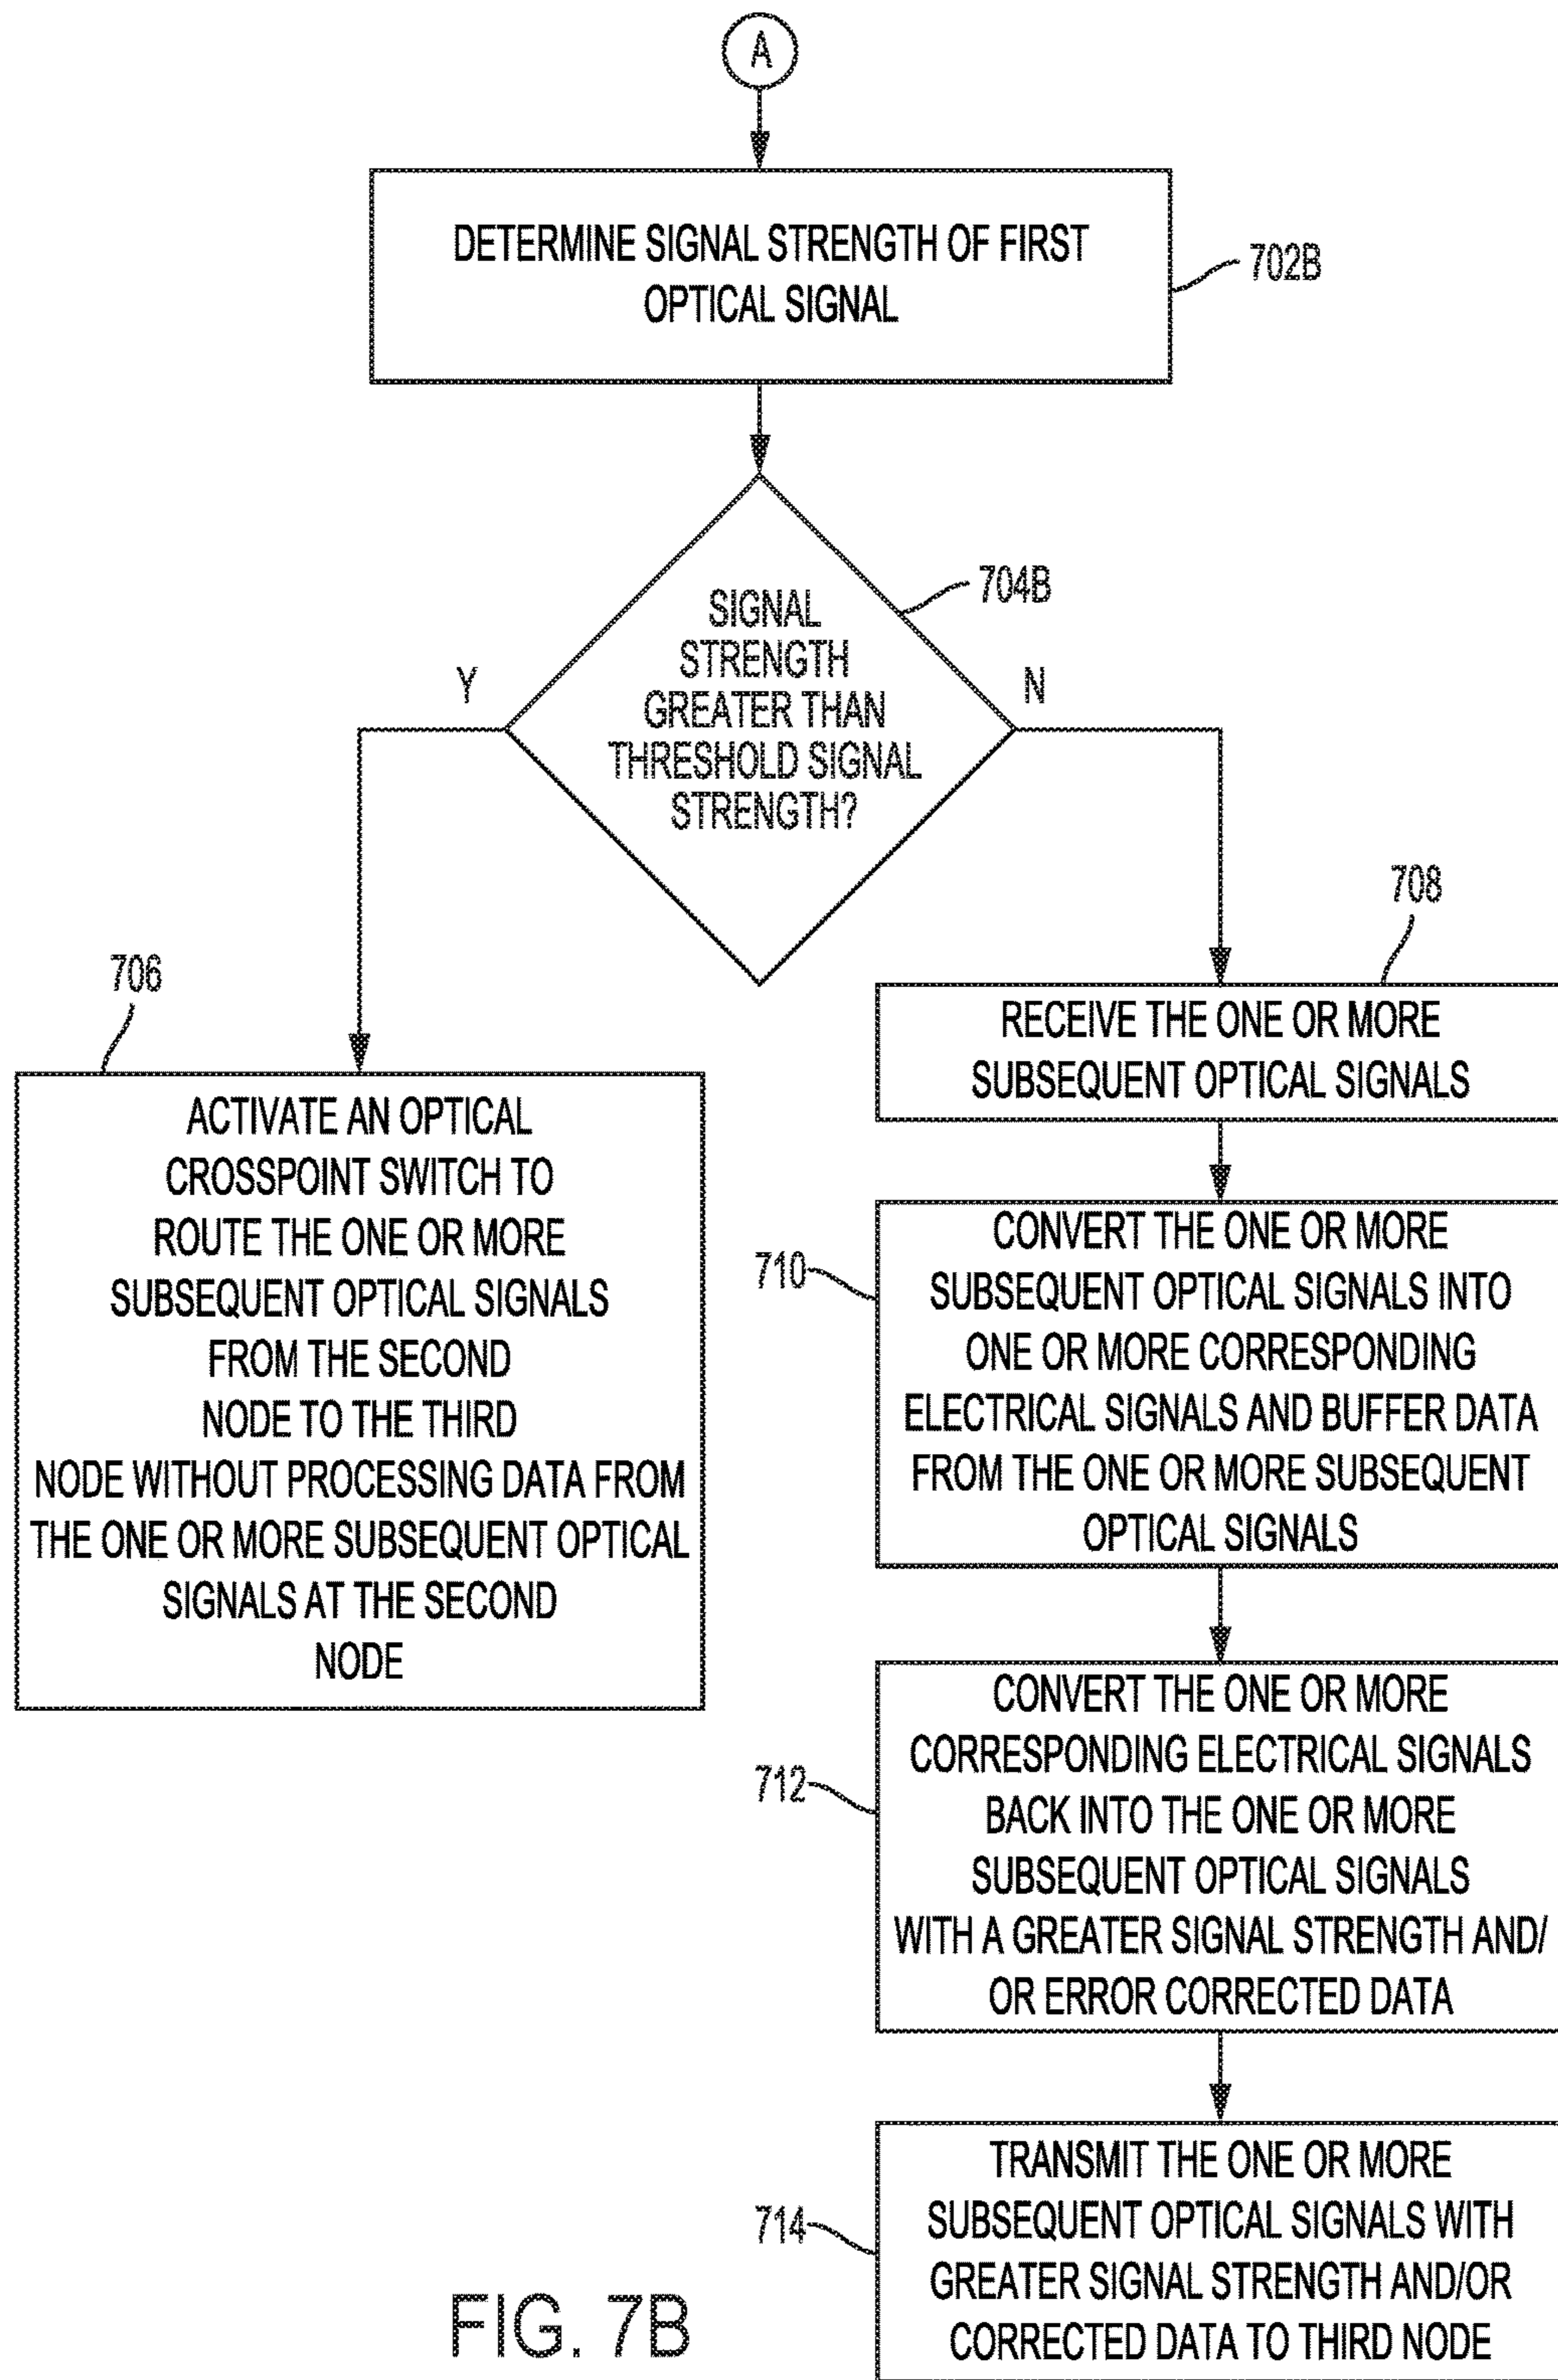 A
DETERMINE SIGNAL STRENGTH OF FIRST
OPTICAL SIGNAL
702B
SIGNAL
STRENGTH
GREATER THAN
THRESHOLD SIGNAL
STRENGTH?
704B
Y
N
706
ACTIVATE AN OPTICAL
CROSSPOINT SWITCH TO
ROUTE THE ONE OR MORE
SUBSEQUENT OPTICAL SIGNALS
FROM THE SECOND
NODE TO THE THIRD
NODE WITHOUT PROCESSING DATA FROM
THE ONE OR MORE SUBSEQUENT OPTICAL
SIGNALS AT THE SECOND
NODE
708
RECEIVE THE ONE OR MORE
SUBSEQUENT OPTICAL SIGNALS
710
CONVERT THE ONE OR MORE
SUBSEQUENT OPTICAL SIGNALS INTO
ONE OR MORE CORRESPONDING
ELECTRICAL SIGNALS AND BUFFER DATA
FROM THE ONE OR MORE SUBSEQUENT
OPTICAL SIGNALS
712
CONVERT THE ONE OR MORE
CORRESPONDING ELECTRICAL SIGNALS
BACK INTO THE ONE OR MORE
SUBSEQUENT OPTICAL SIGNALS
WITH A GREATER SIGNAL STRENGTH AND/
OR ERROR CORRECTED DATA
714
TRANSMIT THE ONE OR MORE
SUBSEQUENT OPTICAL SIGNALS WITH
GREATER SIGNAL STRENGTH AND/OR
CORRECTED DATA TO THIRD NODE
FIG. 7B